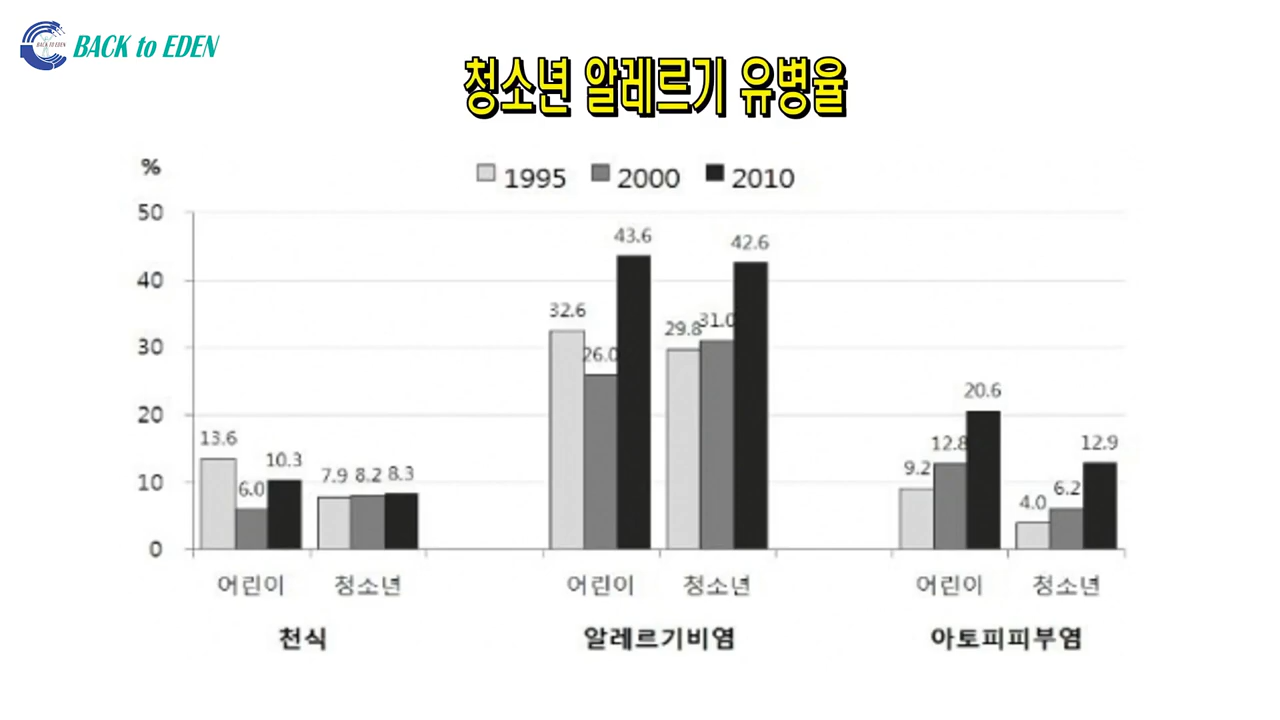 BACK to EDEN
BACK to EDEN
청소년 알레르기 유병율
%
1995 2000 2010
50
40
30
20
10
0
13.6 6.0 10.3 7.9 8.2 8.3
32.6 26.0 43.6 29.8 31.0 42.6
9.2 12.8 20.6 4.0 6.2 12.9
어린이 청소년 어린이 청소년 어린이 청소년
천식 알레르기비염 아토피피부염